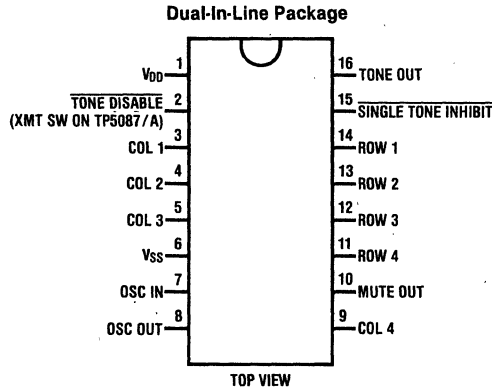 Dual-In-Line Package
VDD 1
TONE DISABLE 2
(XMT SW ON TP5087/A)
COL 1 3
COL 2 4
COL 3 5
VSS 6
OSC IN 7
OSC OUT 8
16 TONE OUT
15 SINGLE TONE INHIBIT
14 ROW 1
13 ROW 2
12 ROW 3
11 ROW 4
10 MUTE OUT
9 COL 4
TOP VIEW